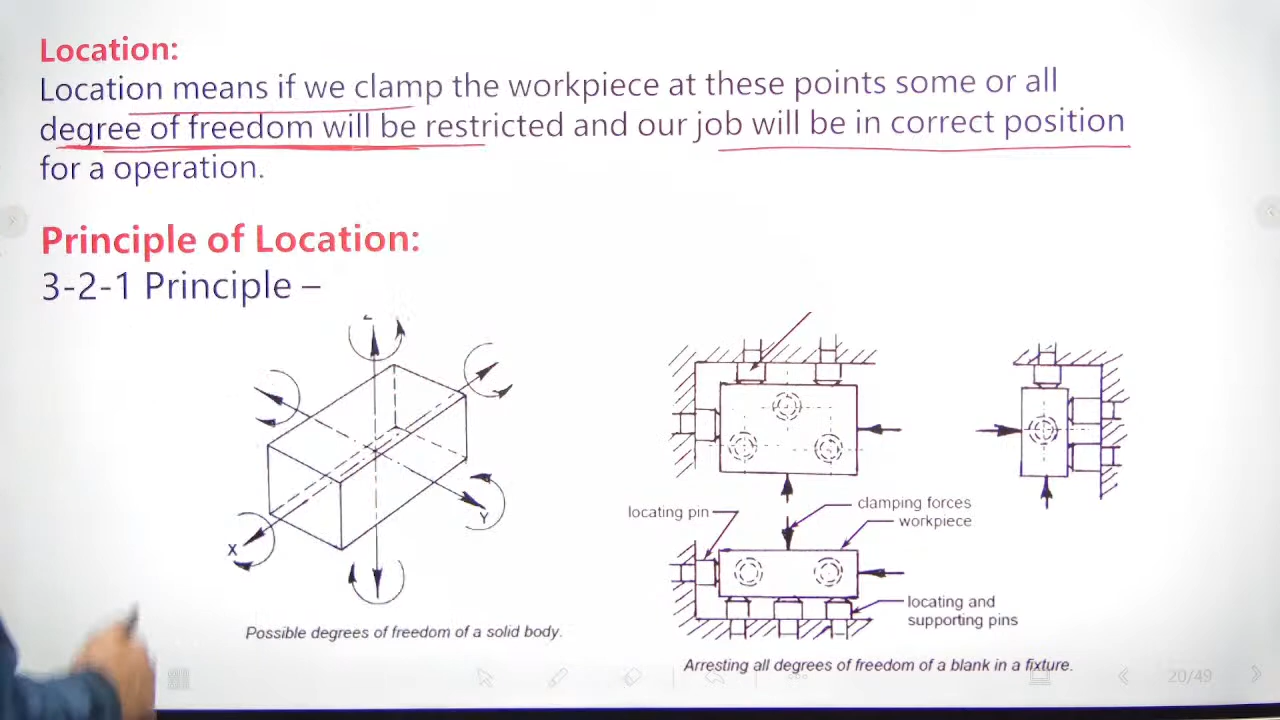 Location:
Location means if we clamp the workpiece at these points some or all
degree of freedom will be restricted and our job will be in correct position
for a operation.
Principle of Location:
3-2-1 Principle –
Z
X
Y
Possible degrees of freedom of a solid body.
locating pin
clamping forces
workpiece
locating and
supporting pins
Arresting all degrees of freedom of a blank in a fixture.
20/49